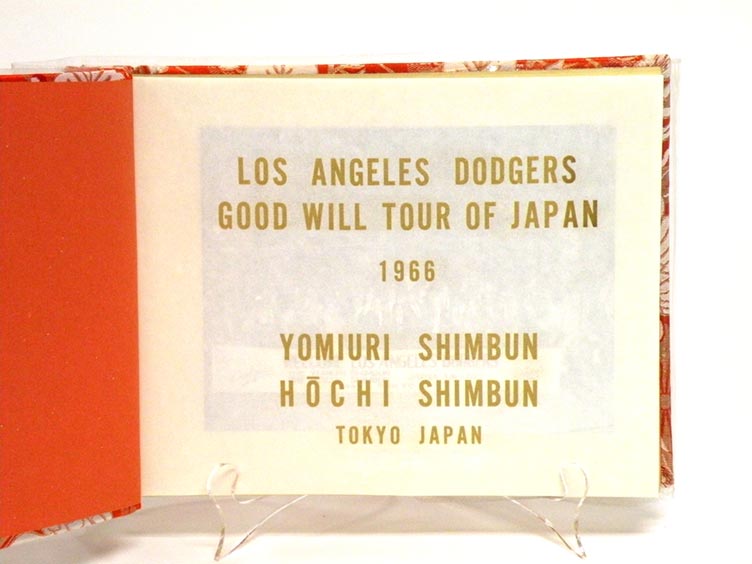 LOS ANGELES DODGERS
GOOD WILL TOUR OF JAPAN
1966
YOMIURI SHIMBUN
HŌCHI SHIMBUN
TOKYO JAPAN